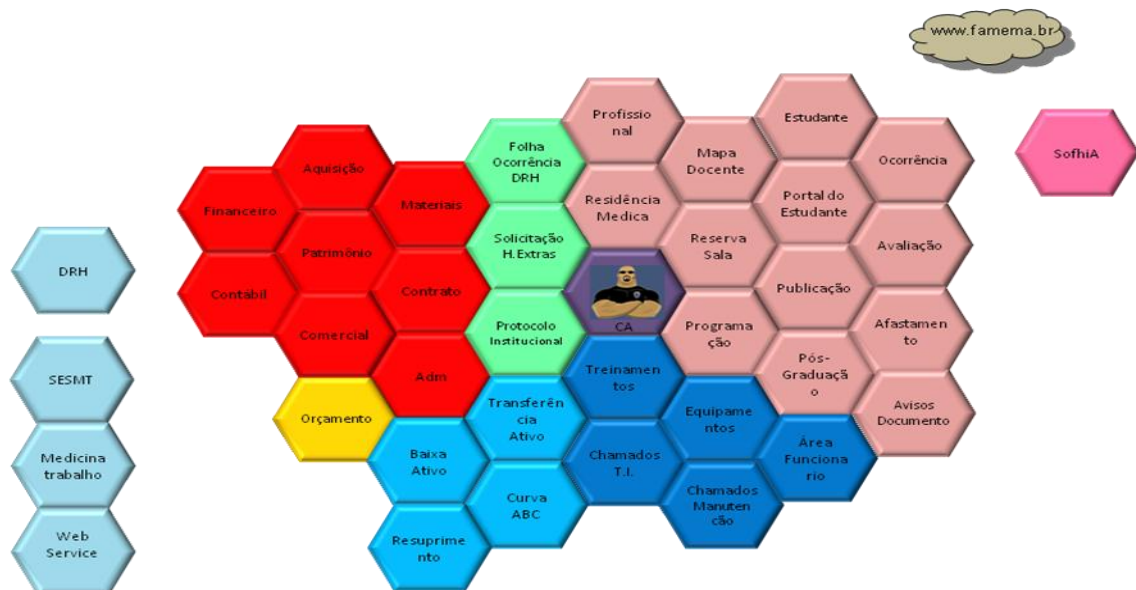 www.famema.br
Profissio
nal
Estudante
Folha
Ocorrência
DRH
Mapa
Docente
Ocorrência
SofhiA
Aquisição
Financeiro
Materiais
Residência
Medica
Portal do
Estudante
Patrimônio
Solicitação
H.Extras
Reserva
Sala
Avaliação
DRH
Contábil
Contrato
Publicação
CA
Comercial
Protocolo
Institucional
Programa
ção
Afastamen
to
SESMT
Adm
Treinamen
tos
Pós-
Graduaçã
o
Orçamento
Transferên
cia
Ativo
Equipame
ntos
Avisos
Documento
Medicina
trabalho
Baixa
Ativo
Chamados
T.I.
Área
Funciona
rio
Curva
ABC
Chamados
Manuten
ção
Web
Service
Resuprime
nto